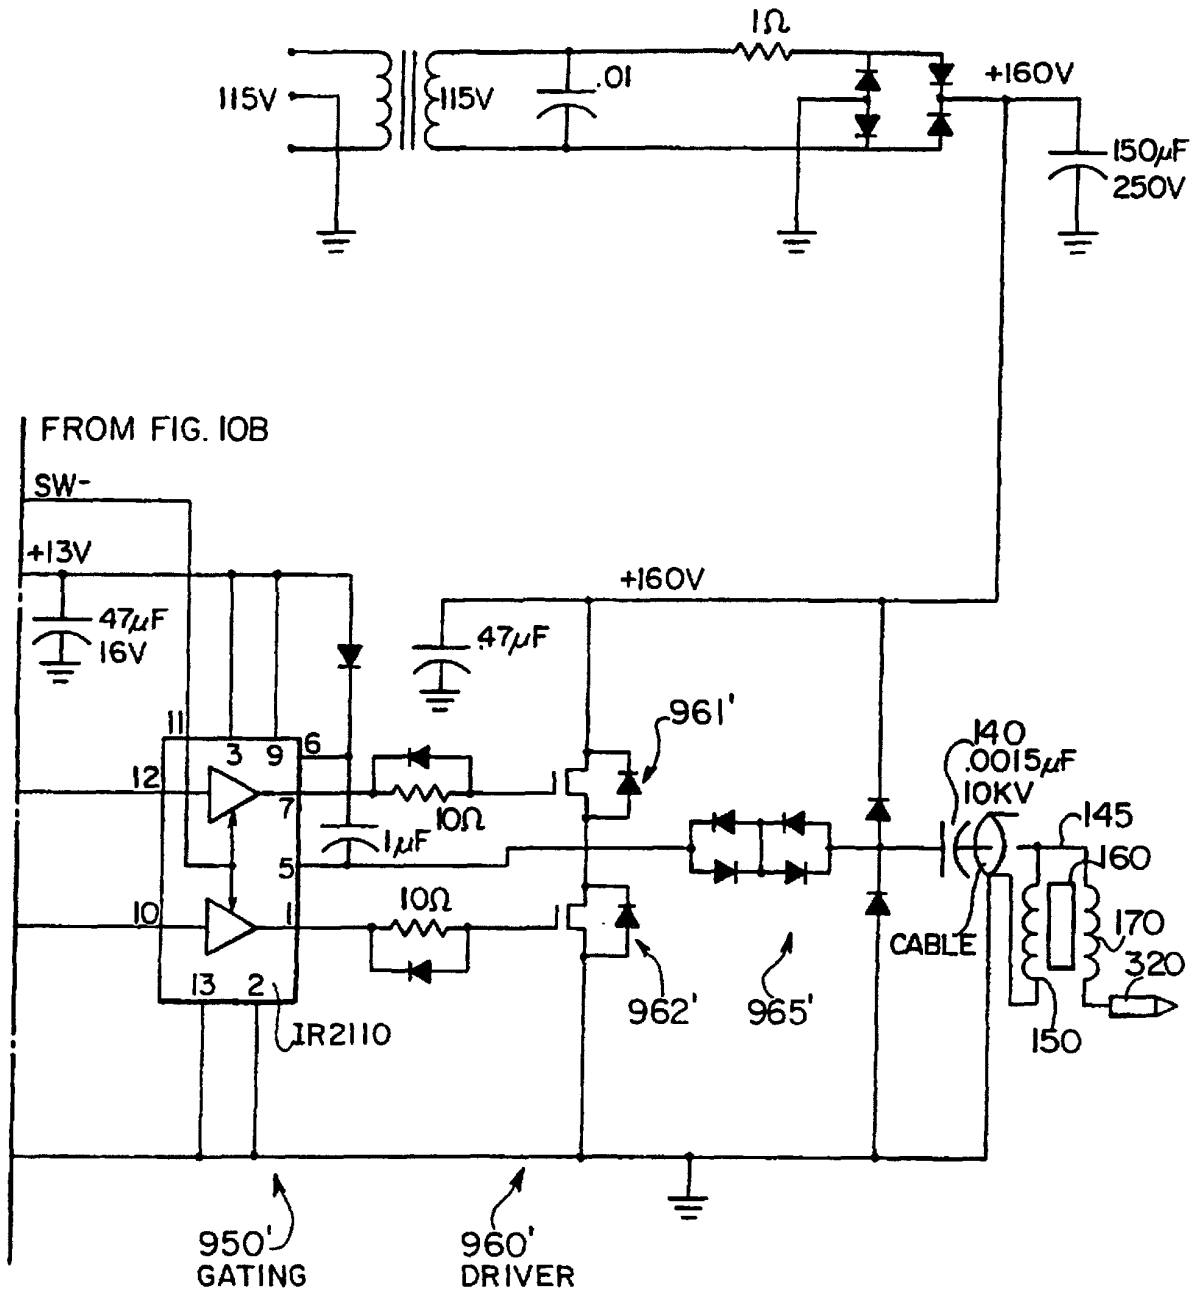 1Ω
115V
115V
.01
+160V
150µF
250V
FROM FIG. 10B
SW-
+13V
47µF
16V
+160V
.47µF
961'
11
3
9
6
12
7
10Ω
1µF
5
140
.0015µF
10KV
145
160
10
1
10Ω
CABLE
170
320
13
2
IR2110
962'
965'
150
950'
GATING
960'
DRIVER